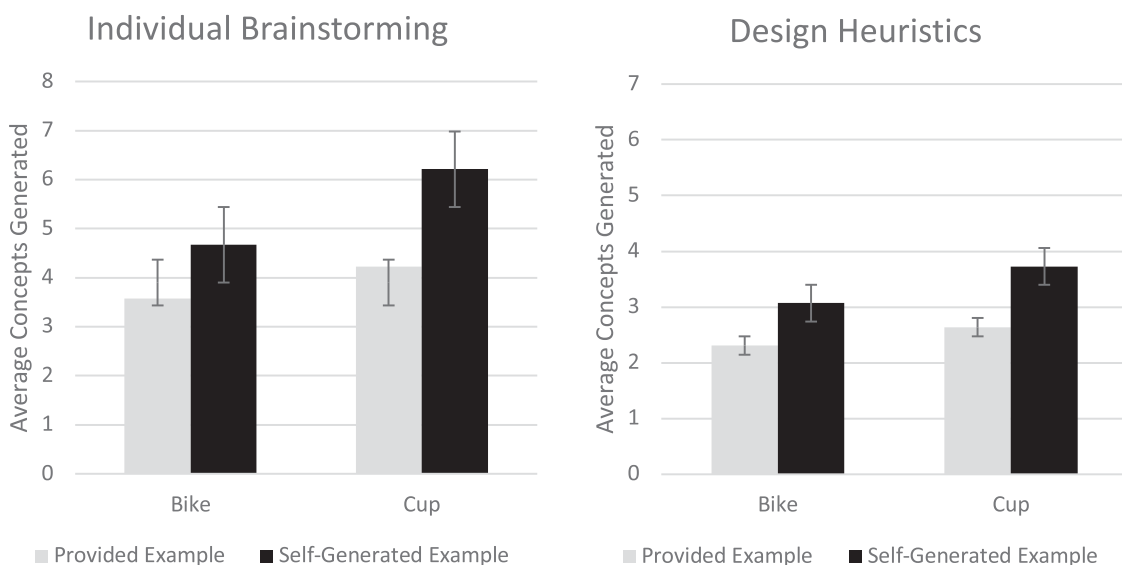 Individual Brainstorming
Average Concepts Generated
8
7
6
5
4
3
2
1
0
Bike Cup
Provided Example Self-Generated Example
Design Heuristics
Average Concepts Generated
7
6
5
4
3
2
1
0
Bike Cup
Provided Example Self-Generated Example